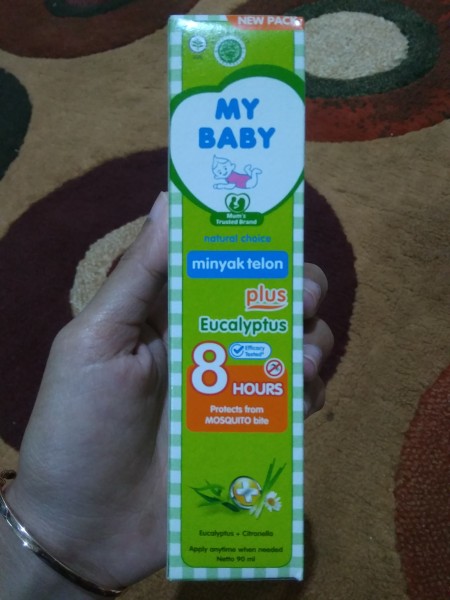 NEW PACK
MY
BABY
Mum's
Trusted Brand
natural choice
minyak telon
plus
Eucalyptus
8
HOURS
Efficacy
Tested*
Protects from
MOSQUITO bite
Eucalyptus + Citronella
Apply anytime when needed
Netto 90 ml